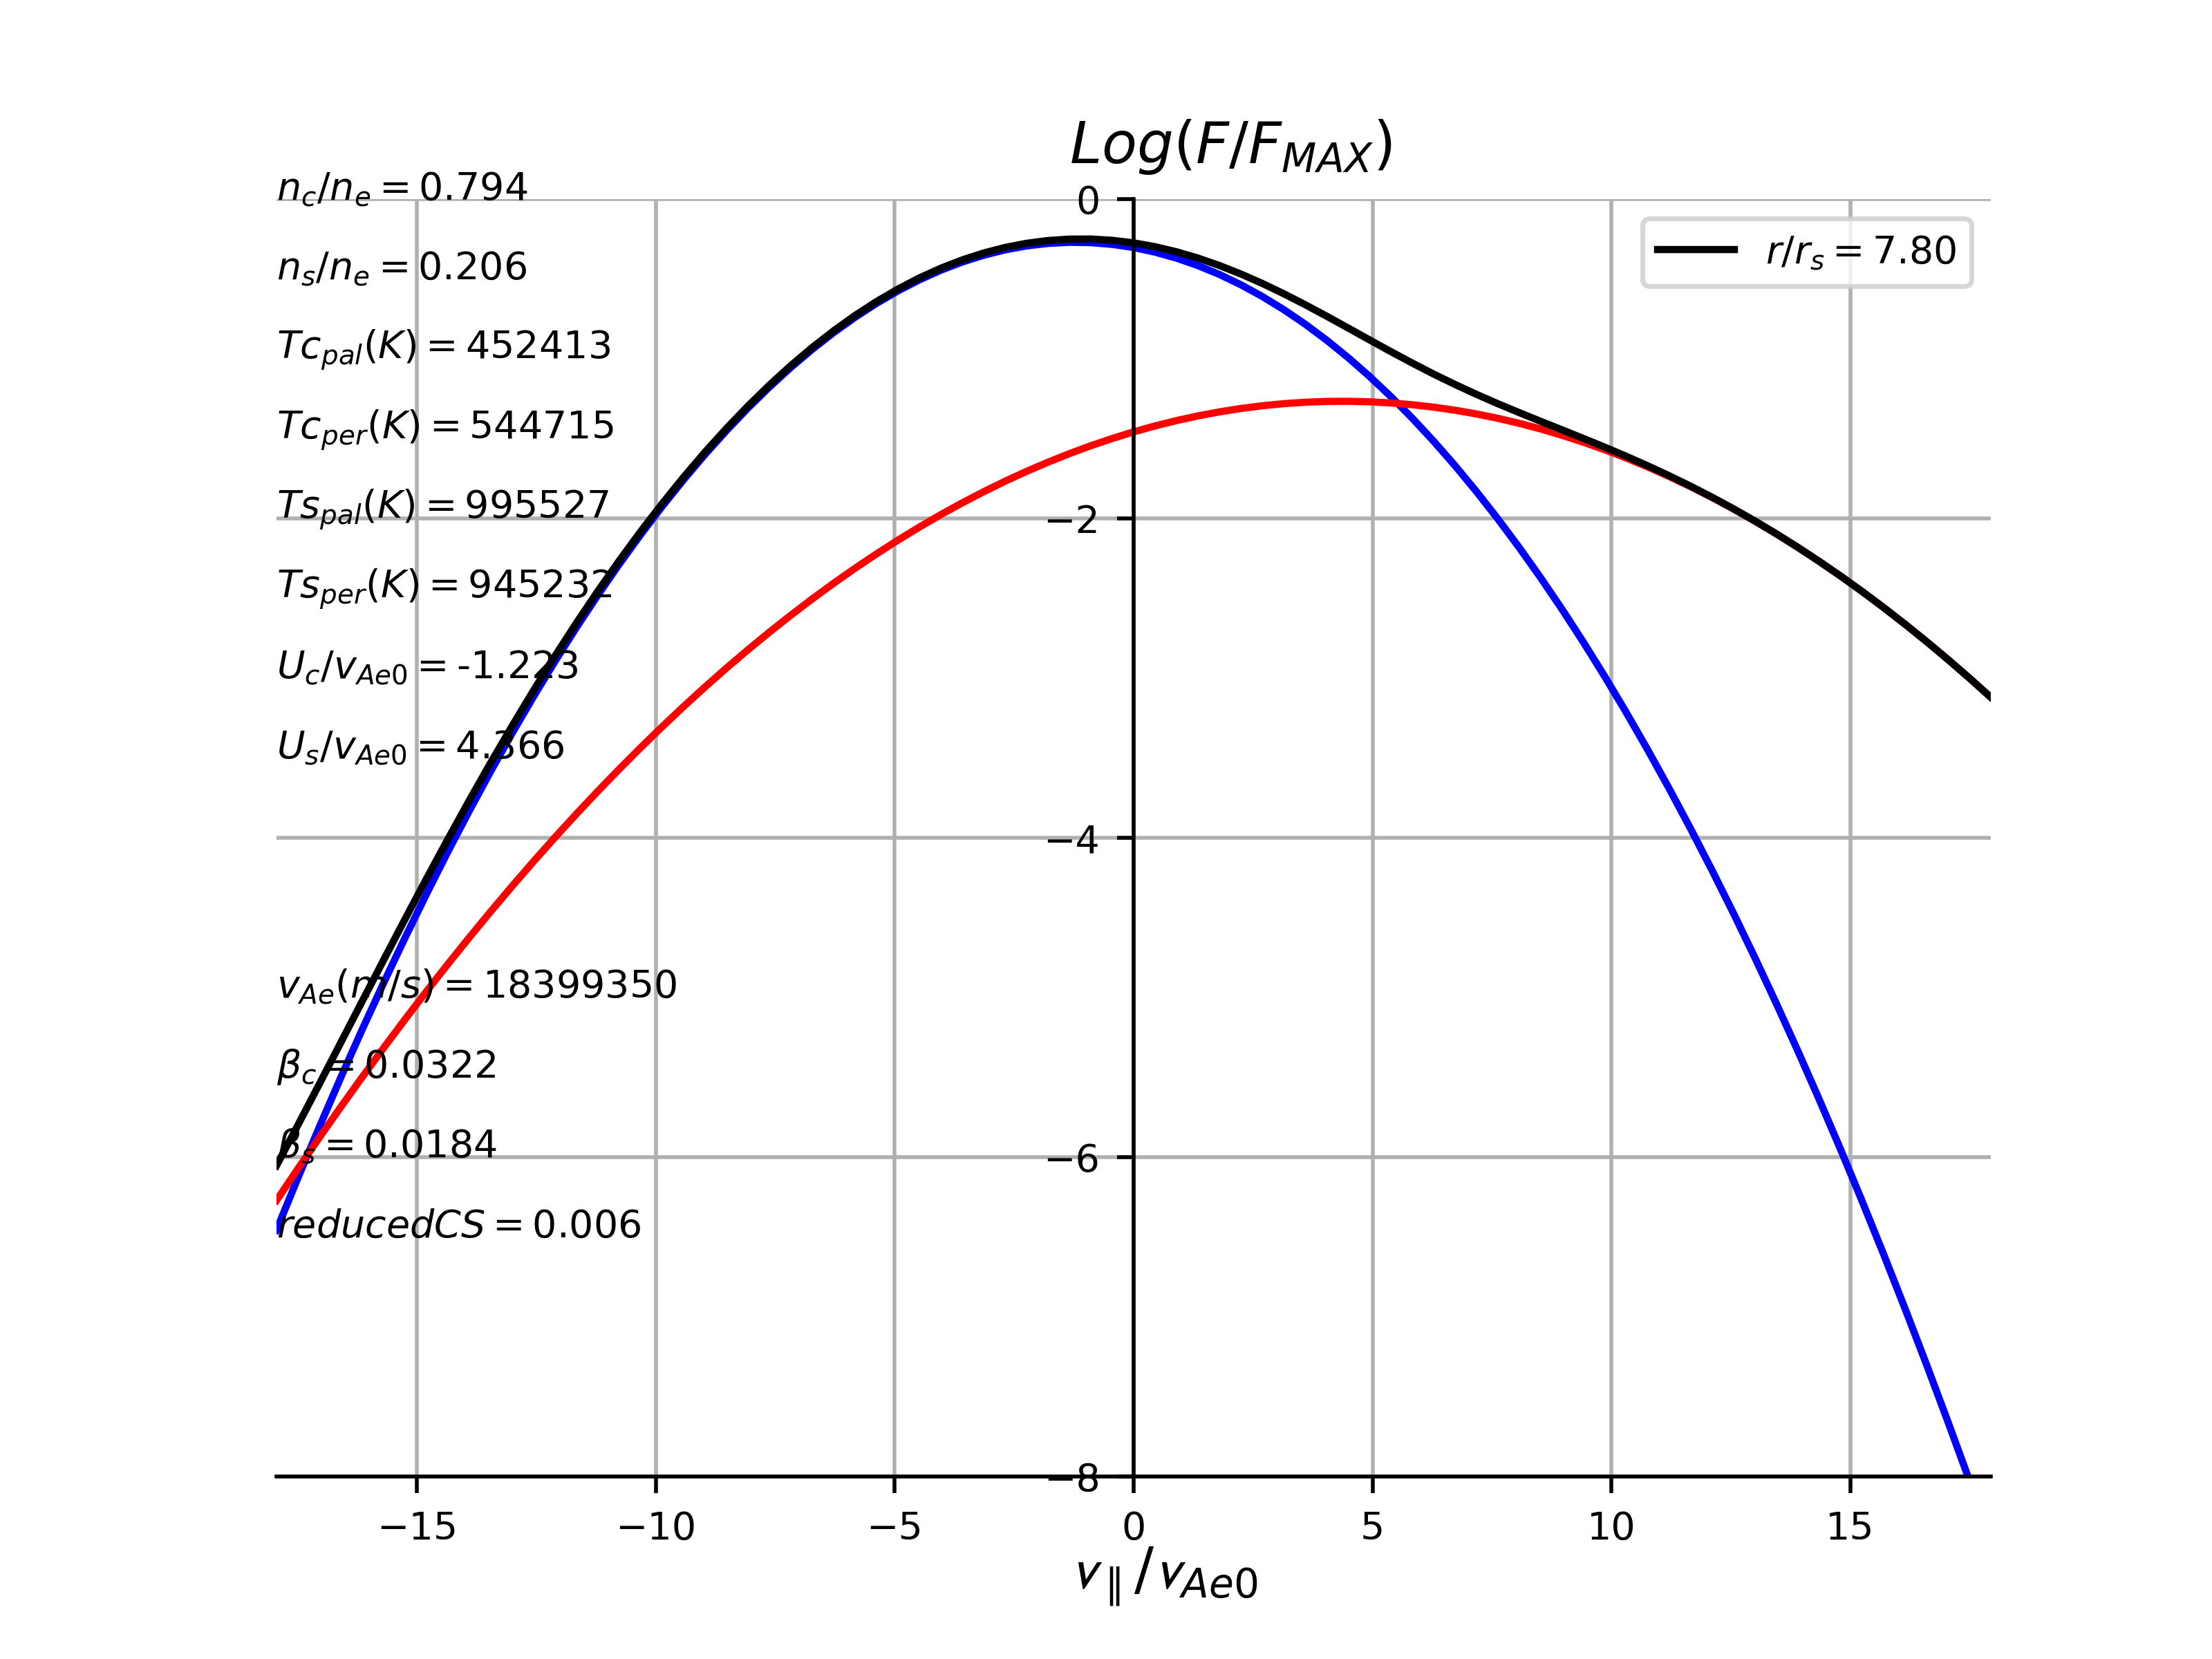 Log(F/F_MAX)
n_c/n_e = 0.794
n_s/n_e = 0.206
Tc_pal(K) = 452413
Tc_per(K) = 544715
Ts_pal(K) = 995527
Ts_per(K) = 945232
U_c/v_Ae0 = -1.223
U_s/v_Ae0 = 4.366
v_Ae(m/s) = 18399350
β_c = 0.0322
β_s = 0.0184
reducedCS = 0.006
r/r_s = 7.80
0
−2
−4
−6
−8
−15 −10 −5 0 5 10 15
v_∥/v_Ae0